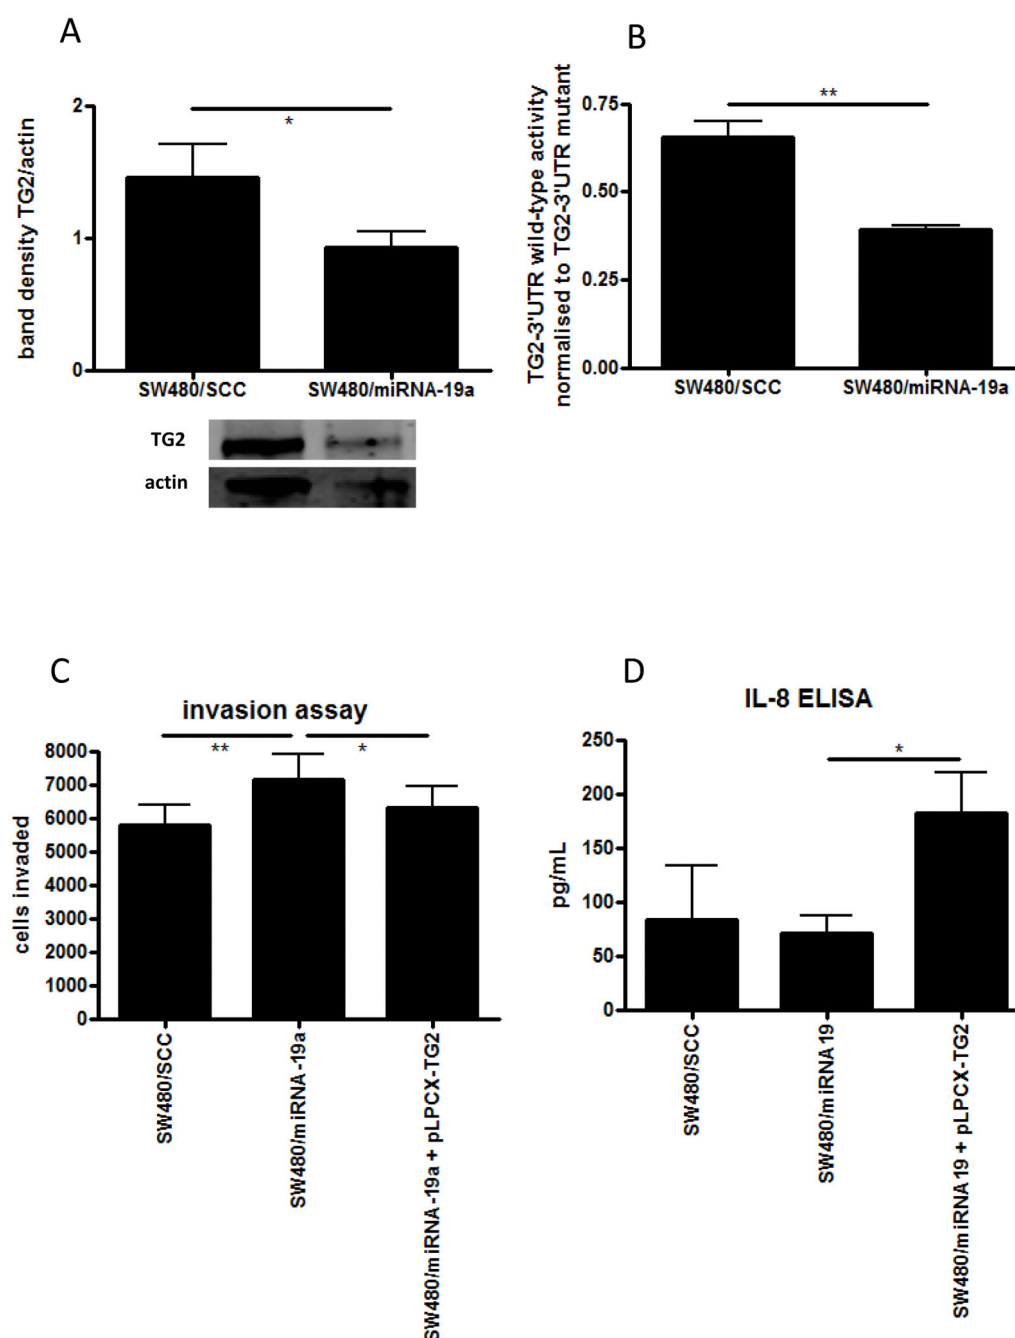 A
band density TG2/actin
2
1
0
*
SW480/SCC
SW480/miRNA-19a
TG2
actin
B
TG2-3'UTR wild-type activity
normalised to TG2-3'UTR mutant
0.75
0.50
0.25
0.00
**
SW480/SCC
SW480/miRNA-19a
C
invasion assay
cells invaded
8000
7000
6000
5000
4000
3000
2000
1000
0
**
*
SW480/SCC
SW480/miRNA-19a
SW480/miRNA-19a + pLPCX-TG2
D
IL-8 ELISA
pg/mL
250
200
150
100
50
0
*
SW480/SCC
SW480/miRNA19
SW480/miRNA19 + pLPCX-TG2